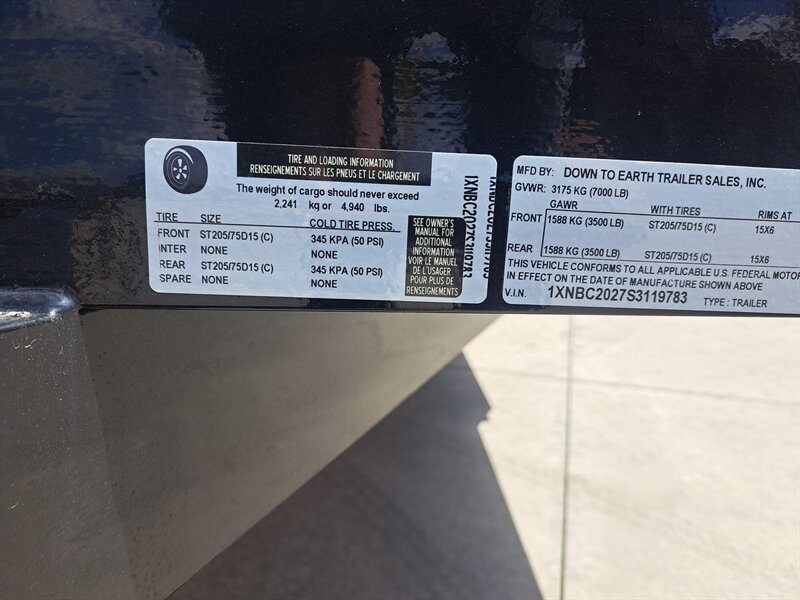 TIRE AND LOADING INFORMATION
RENSEIGNEMENTS SUR LES PNEUS ET LE CHARGEMENT
The weight of cargo should never exceed
2,241 kg or 4,940 lbs.
TIRE SIZE COLD TIRE PRESS.
FRONT ST205/75D15 (C) 345 KPA (50 PSI)
INTER NONE NONE
REAR ST205/75D15 (C) 345 KPA (50 PSI)
SPARE NONE NONE
SEE OWNER'S
MANUAL FOR
ADDITIONAL
INFORMATION
VOIR LE MANUEL
DE L'USAGER
POUR PLUS DE
RENSEIGNEMENTS
1XNBC2027S3119783
MFD BY: DOWN TO EARTH TRAILER SALES, INC.
GVWR: 3175 KG (7000 LB)
GAWR WITH TIRES RIMS AT
FRONT 1588 KG (3500 LB) ST205/75D15 (C) 15X6
REAR 1588 KG (3500 LB) ST205/75D15 (C) 15X6
THIS VEHICLE CONFORMS TO ALL APPLICABLE U.S. FEDERAL MOTOR
IN EFFECT ON THE DATE OF MANUFACTURE SHOWN ABOVE
V.I.N. 1XNBC2027S3119783 TYPE : TRAILER